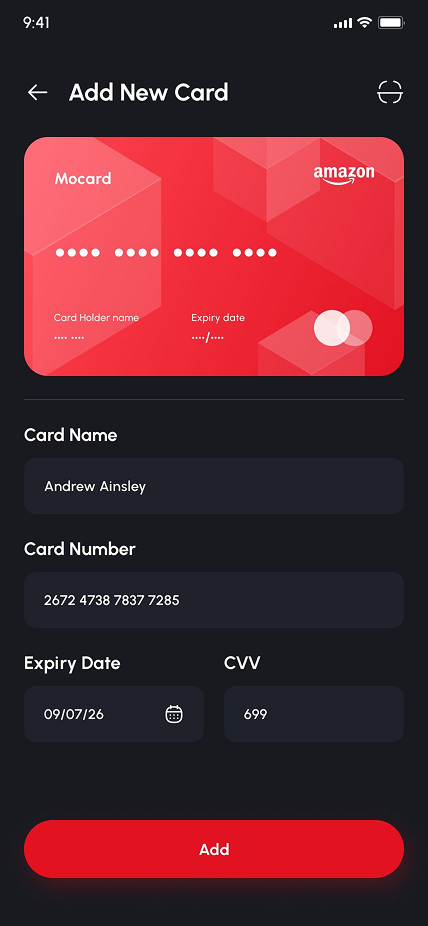 9:41
Add New Card
Mocard
amazon
•••• •••• •••• ••••
Card Holder name
Expiry date
•••• ••••
••••/••••
Card Name
Andrew Ainsley
Card Number
2672 4738 7837 7285
Expiry Date
CVV
09/07/26
699
Add